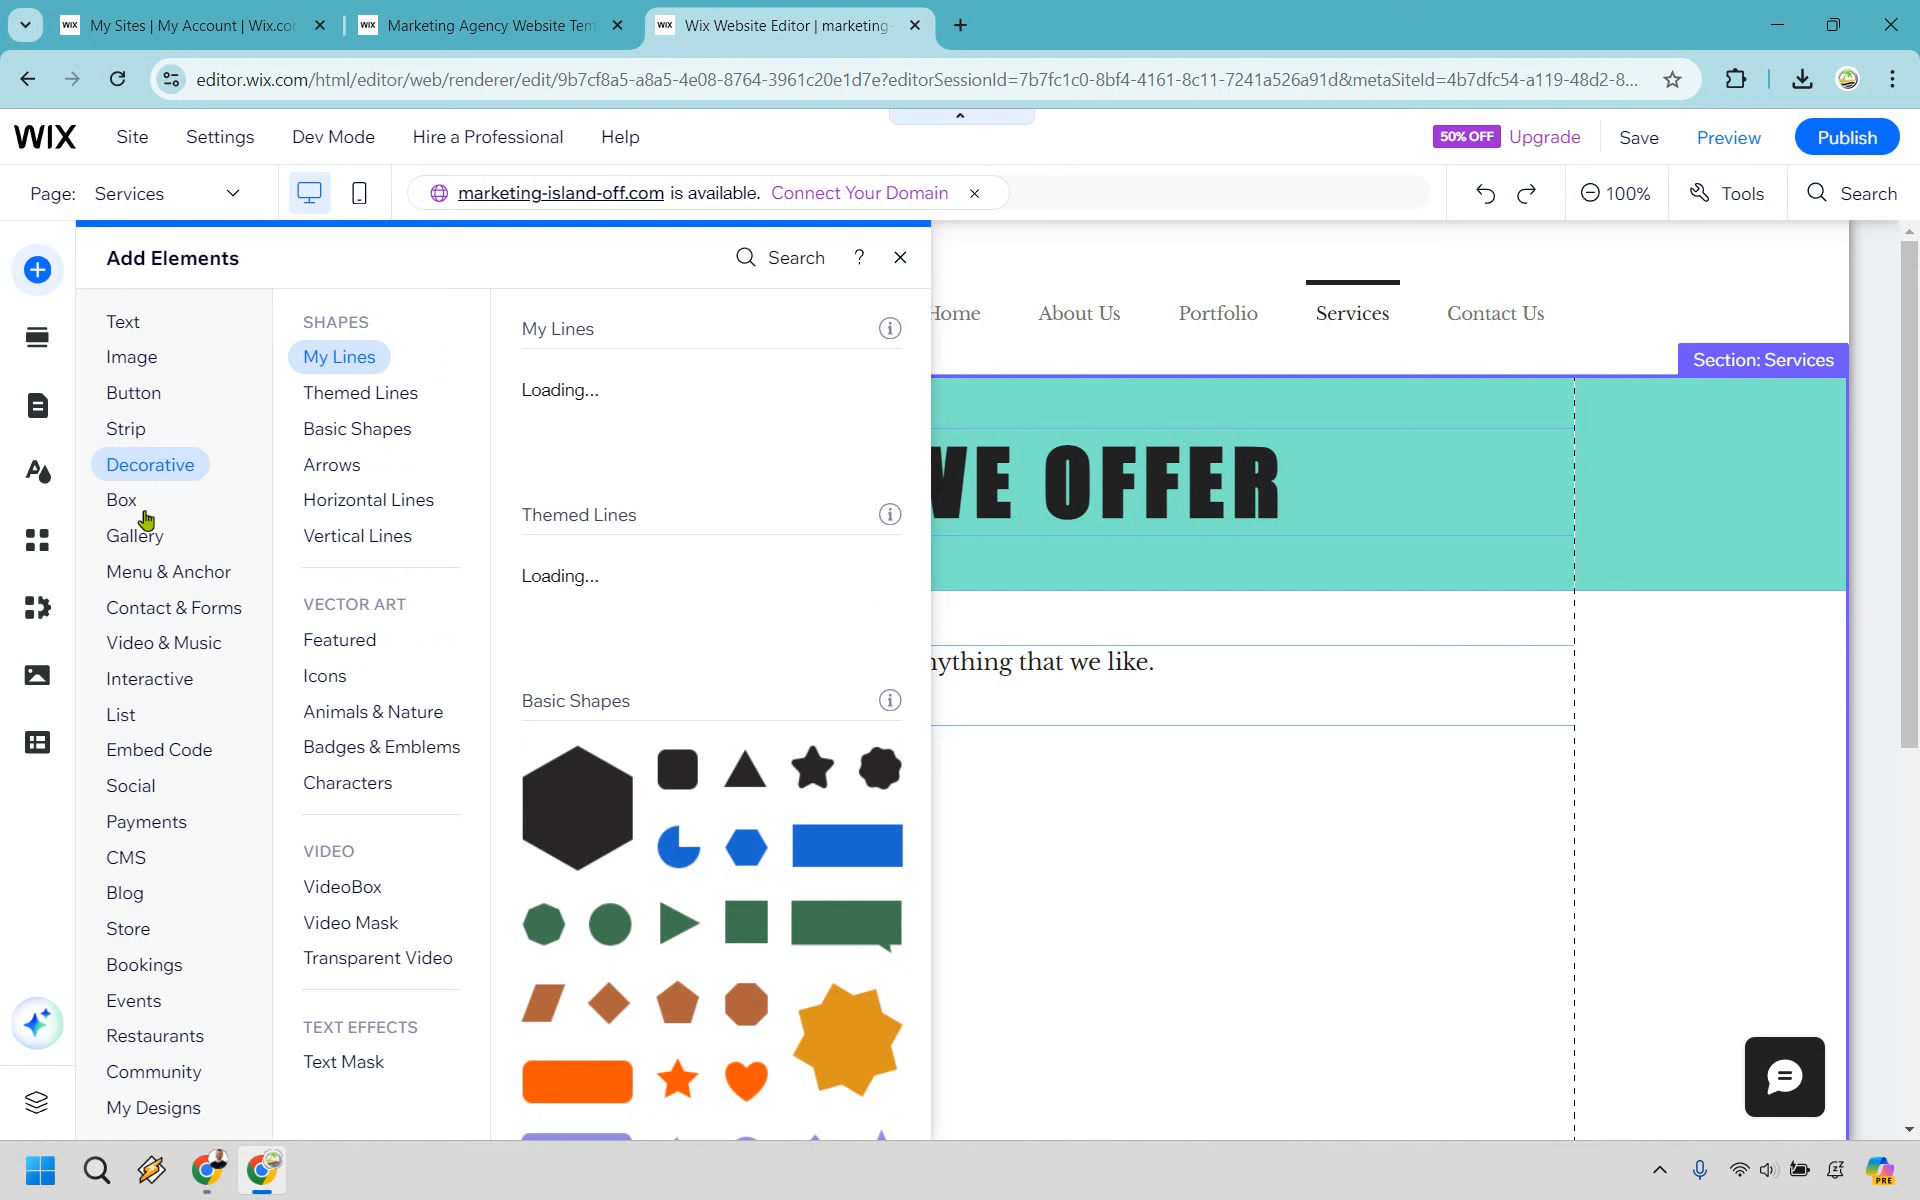 WIX My Sites | My Account | Wix.co
WIX Marketing Agency Website Tem
WIX Wix Website Editor | marketing-
editor.wix.com/html/editor/web/renderer/edit/9b7cf8a5-a8a5-4e08-8764-3961c20e1d7e?editorSessionId=7b7fc1c0-8bf4-4161-8c11-7241a526a91d&metaSiteId=4b7dfc54-a119-48d2-8...
WIX Site Settings Dev Mode Hire a Professional Help 50% OFF Upgrade Save Preview Publish
Page: Services marketing-island-off.com is available. Connect Your Domain 100% Tools Search
Add Elements Search ?
Text
Image
Button
Strip
Decorative
Box
Gallery
Menu & Anchor
Contact & Forms
Video & Music
Interactive
List
Embed Code
Social
Payments
CMS
Blog
Store
Bookings
Events
Restaurants
Community
My Designs
SHAPES
My Lines
Themed Lines
Basic Shapes
Arrows
Horizontal Lines
Vertical Lines
VECTOR ART
Featured
Icons
Animals & Nature
Badges & Emblems
Characters
VIDEO
VideoBox
Video Mask
Transparent Video
TEXT EFFECTS
Text Mask
My Lines
Loading...
Themed Lines
Loading...
Basic Shapes
Home About Us Portfolio Services Contact Us
Section: Services
WE OFFER
nything that we like.
PRE